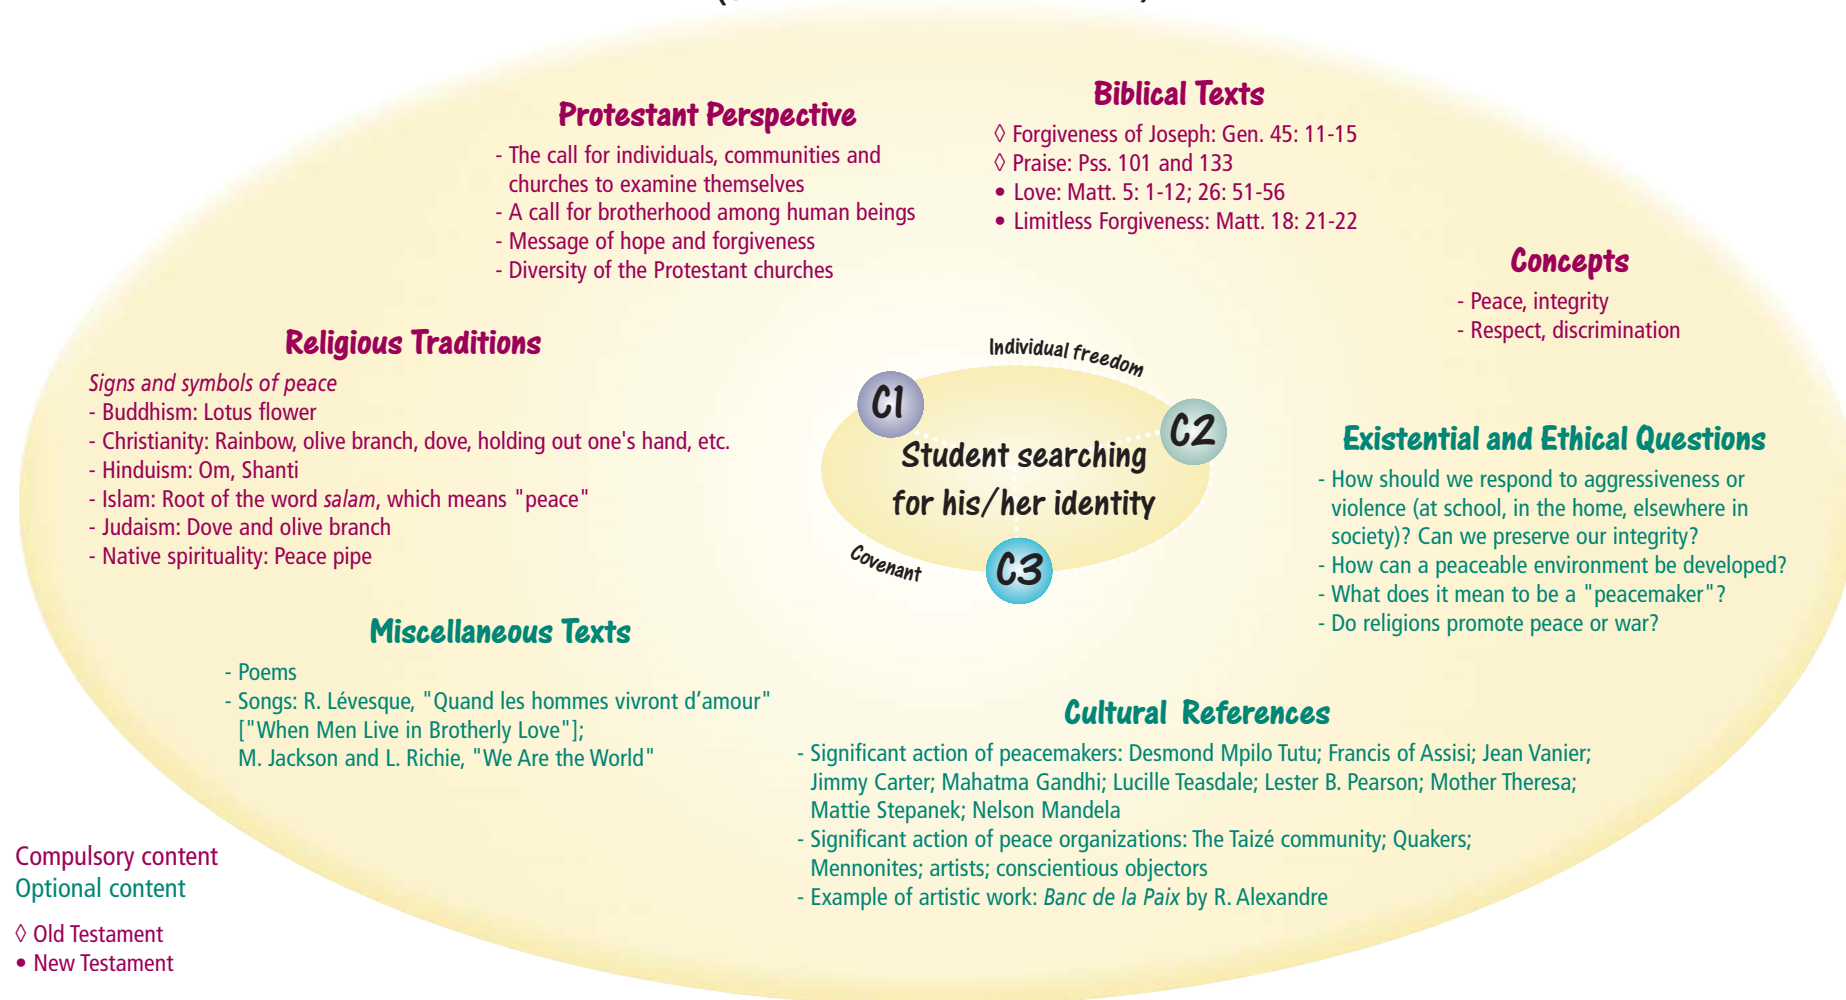 Protestant Perspective
- The call for individuals, communities and
churches to examine themselves
- A call for brotherhood among human beings
- Message of hope and forgiveness
- Diversity of the Protestant churches
Biblical Texts
◊ Forgiveness of Joseph: Gen. 45: 11-15
◊ Praise: Pss. 101 and 133
• Love: Matt. 5: 1-12; 26: 51-56
• Limitless Forgiveness: Matt. 18: 21-22
Concepts
- Peace, integrity
- Respect, discrimination
Religious Traditions
Signs and symbols of peace
- Buddhism: Lotus flower
- Christianity: Rainbow, olive branch, dove, holding out one's hand, etc.
- Hinduism: Om, Shanti
- Islam: Root of the word salam, which means "peace"
- Judaism: Dove and olive branch
- Native spirituality: Peace pipe
Individual freedom
C1
C2
Student searching
for his/her identity
Covenant
C3
Existential and Ethical Questions
- How should we respond to aggressiveness or
violence (at school, in the home, elsewhere in
society)? Can we preserve our integrity?
- How can a peaceable environment be developed?
- What does it mean to be a "peacemaker"?
- Do religions promote peace or war?
Miscellaneous Texts
- Poems
- Songs: R. Lévesque, "Quand les hommes vivront d'amour"
["When Men Live in Brotherly Love"];
M. Jackson and L. Richie, "We Are the World"
Cultural References
- Significant action of peacemakers: Desmond Mpilo Tutu; Francis of Assisi; Jean Vanier;
Jimmy Carter; Mahatma Gandhi; Lucille Teasdale; Lester B. Pearson; Mother Theresa;
Mattie Stepanek; Nelson Mandela
- Significant action of peace organizations: The Taizé community; Quakers;
Mennonites; artists; conscientious objectors
- Example of artistic work: Banc de la Paix by R. Alexandre
Compulsory content
Optional content
◊ Old Testament
• New Testament